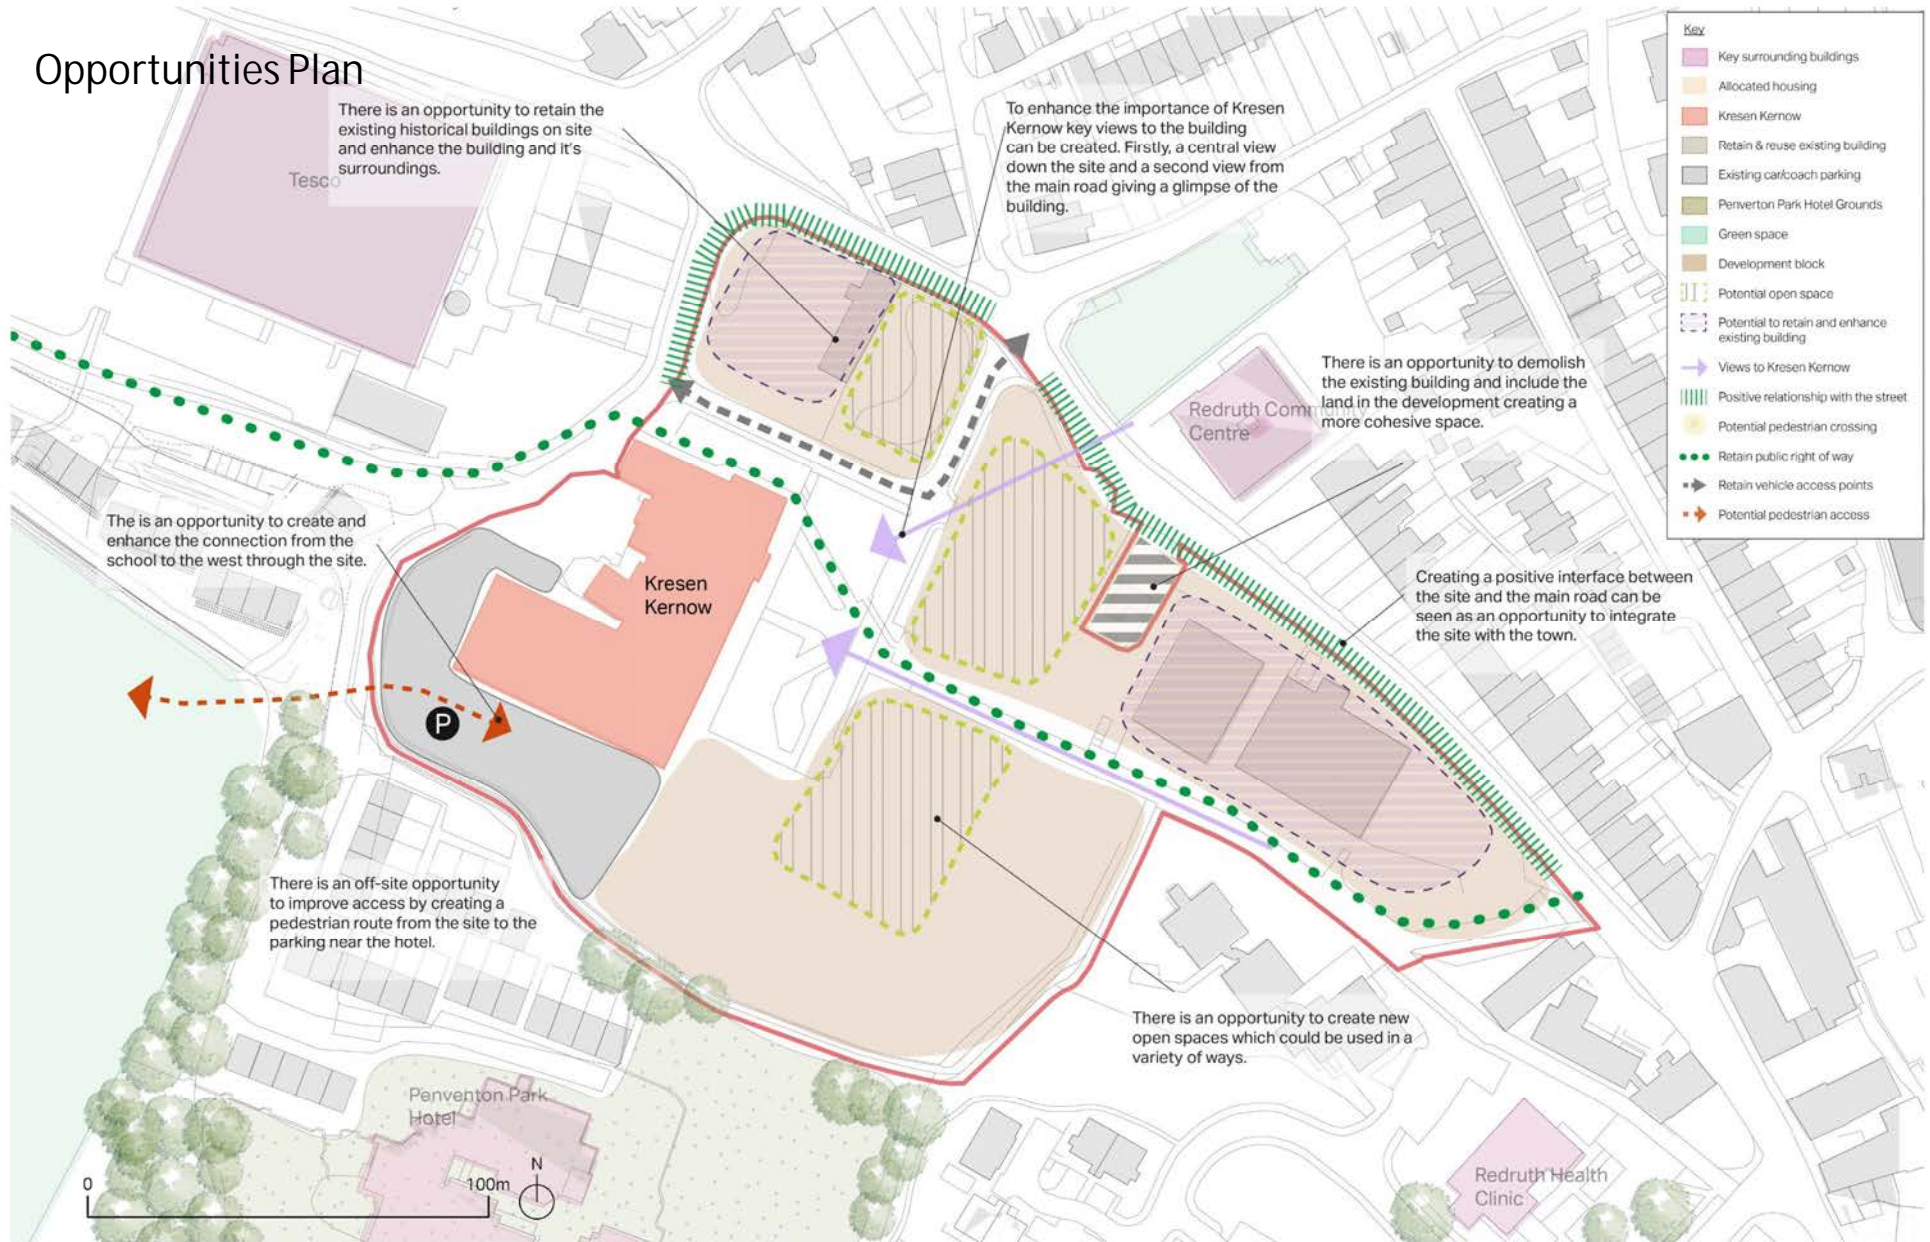 Opportunities Plan
There is an opportunity to retain the
existing historical buildings on site
and enhance the building and it's
surroundings.
Tesco
To enhance the importance of Kresen
Kernow key views to the building
can be created. Firstly, a central view
down the site and a second view from
the main road giving a glimpse of the
building.
Key
Key surrounding buildings
Allocated housing
Kresen Kernow
Retain & reuse existing building
Existing car/coach parking
Penverton Park Hotel Grounds
Green space
Development block
Potential open space
Potential to retain and enhance
existing building
Views to Kresen Kernow
Positive relationship with the street
Potential pedestrian crossing
Retain public right of way
Retain vehicle access points
Potential pedestrian access
There is an opportunity to demolish
the existing building and include the
land in the development creating a
more cohesive space.
Redruth Community
Centre
The is an opportunity to create and
enhance the connection from the
school to the west through the site.
Kresen
Kernow
Creating a positive interface between
the site and the main road can be
seen as an opportunity to integrate
the site with the town.
P
There is an off-site opportunity
to improve access by creating a
pedestrian route from the site to the
parking near the hotel.
There is an opportunity to create new
open spaces which could be used in a
variety of ways.
Penventon Park
Hotel
Redruth Health
Clinic
0
100m
N